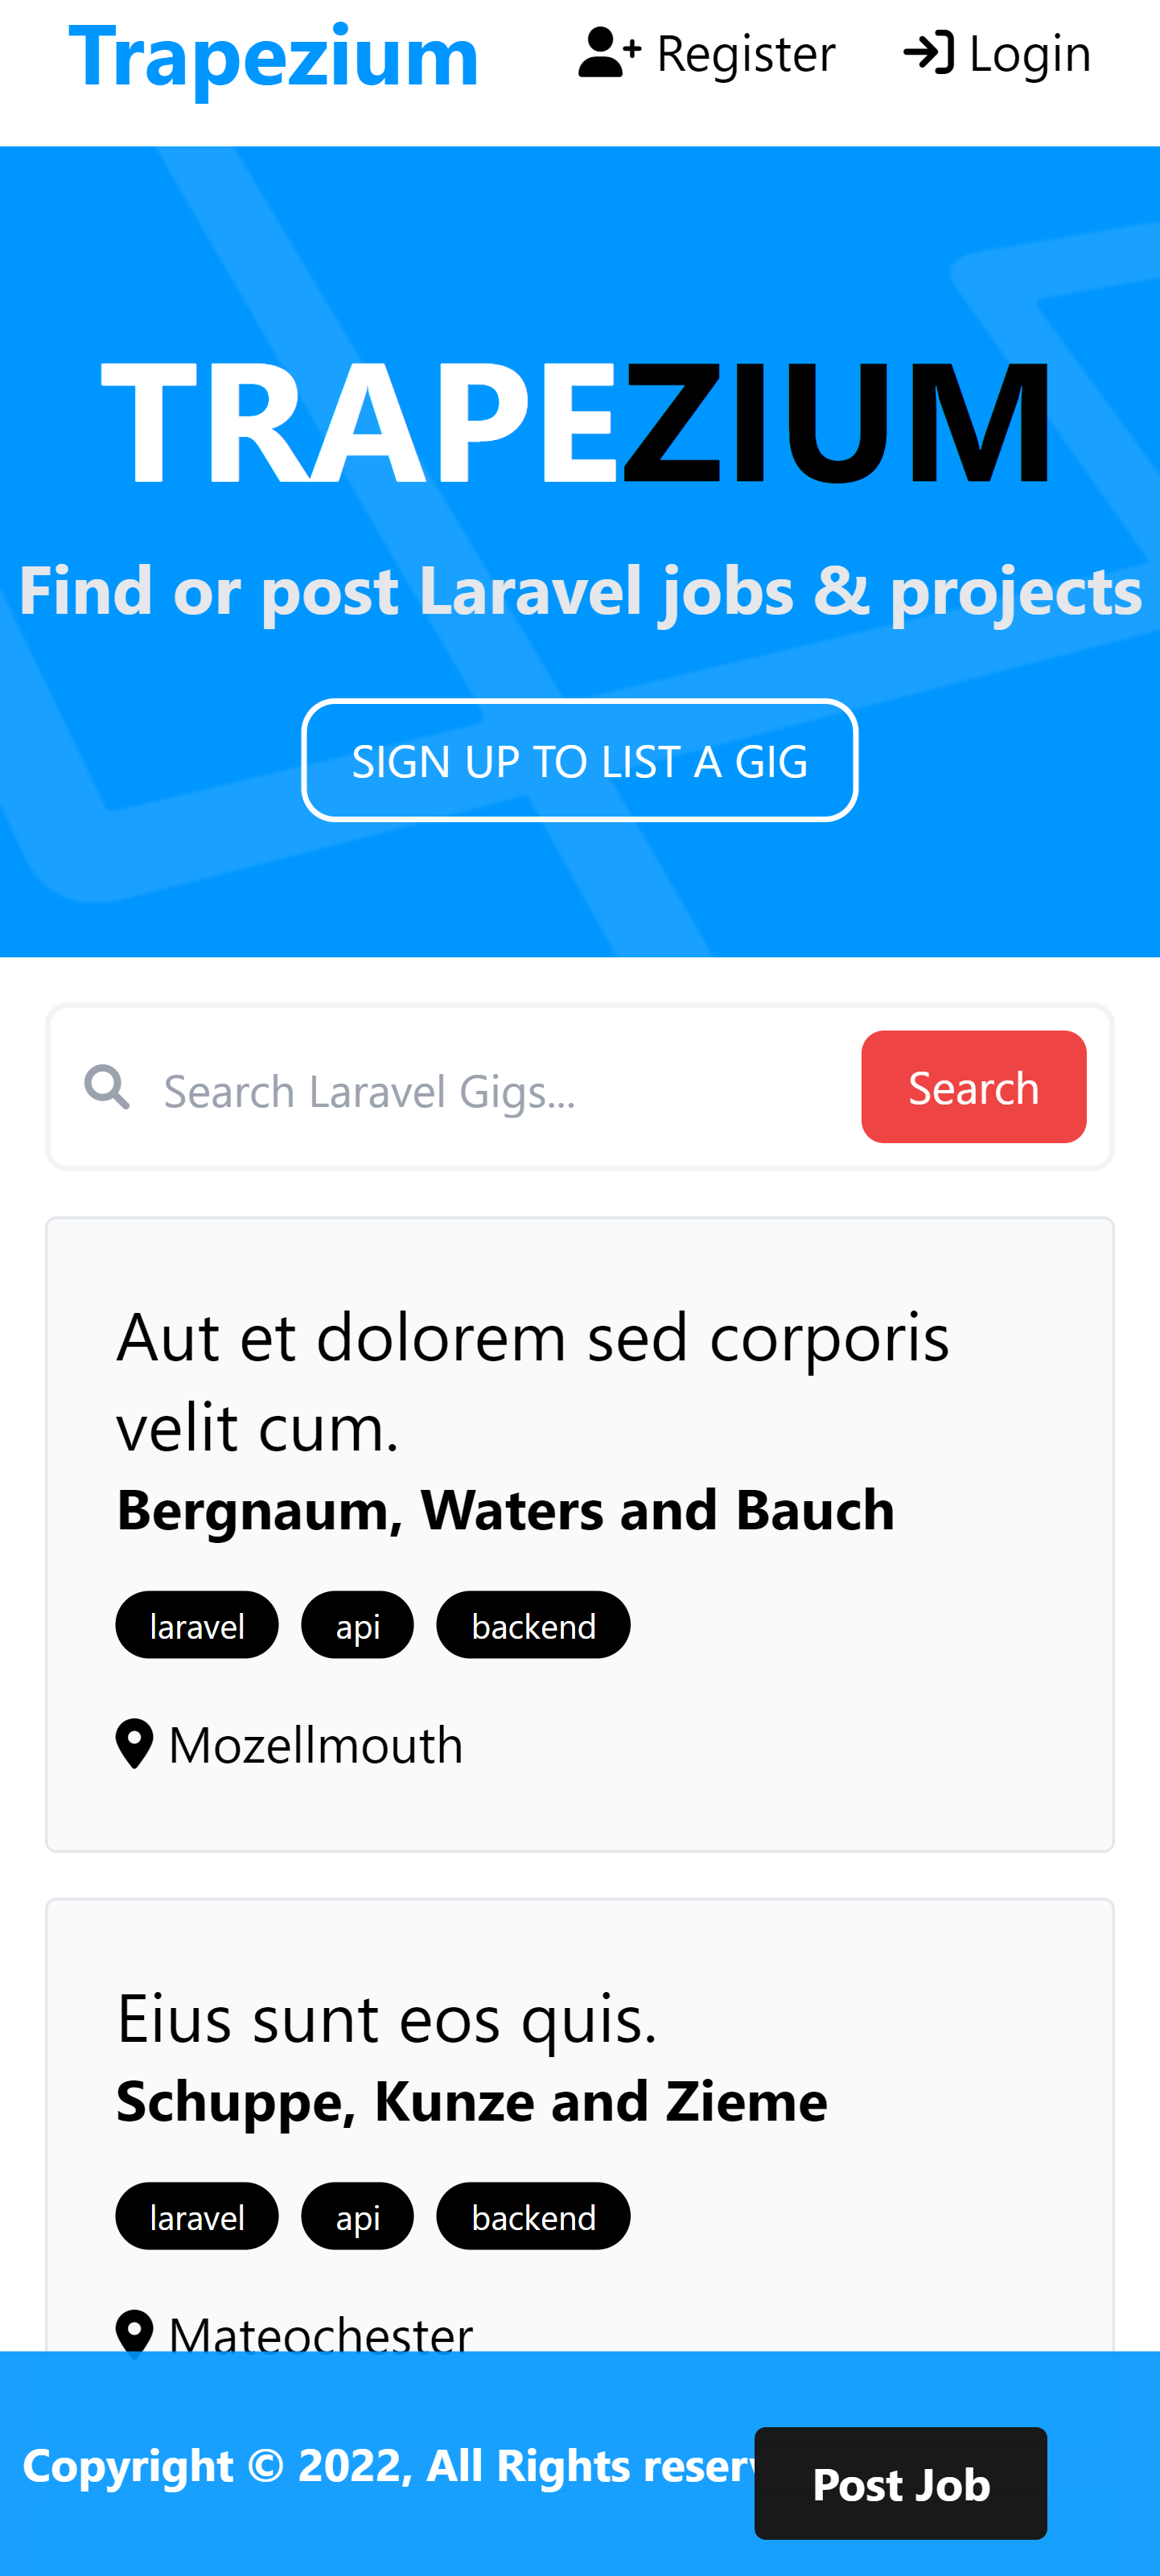 Trapezium
Register
Login
TRAPEZIUM
Find or post Laravel jobs & projects
SIGN UP TO LIST A GIG
Search Laravel Gigs...
Search
Aut et dolorem sed corporis
velit cum.
Bergnaum, Waters and Bauch
laravel
api
backend
Mozellmouth
Eius sunt eos quis.
Schuppe, Kunze and Zieme
laravel
api
backend
Mateochester
Copyright © 2022, All Rights reserv
Post Job